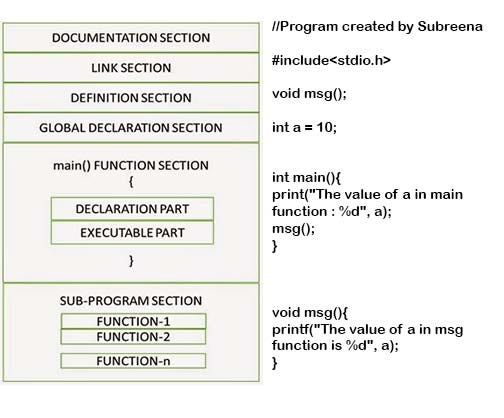 DOCUMENTATION SECTION
//Program created by Subreena
LINK SECTION
#include<stdio.h>
DEFINITION SECTION
void msg();
GLOBAL DECLARATION SECTION
int a = 10;
main() FUNCTION SECTION
{
DECLARATION PART
EXECUTABLE PART
}
int main(){
print("The value of a in main
function : %d", a);
msg();
}
SUB-PROGRAM SECTION
FUNCTION-1
FUNCTION-2
FUNCTION-n
void msg(){
printf("The value of a in msg
function is %d", a);
}